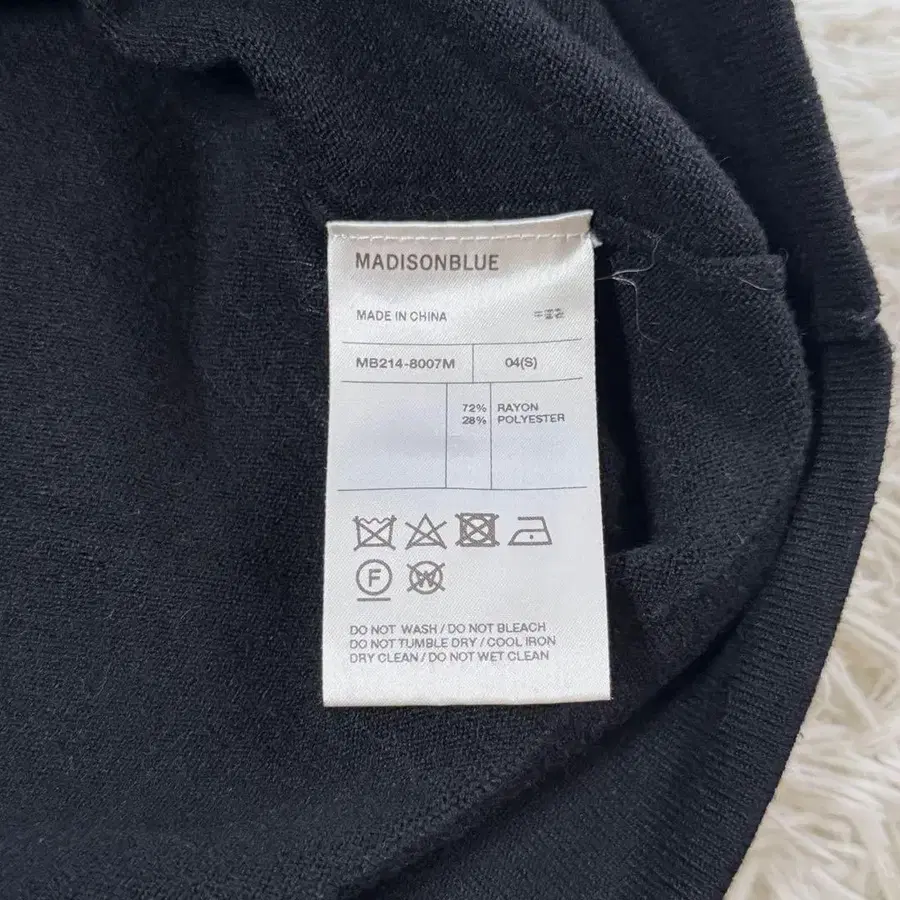 MADISONBLUE
MADE IN CHINA
MB214-8007M 04(S)
72% RAYON
28% POLYESTER
F
W
DO NOT WASH / DO NOT BLEACH
DO NOT TUMBLE DRY / COOL IRON
DRY CLEAN / DO NOT WET CLEAN